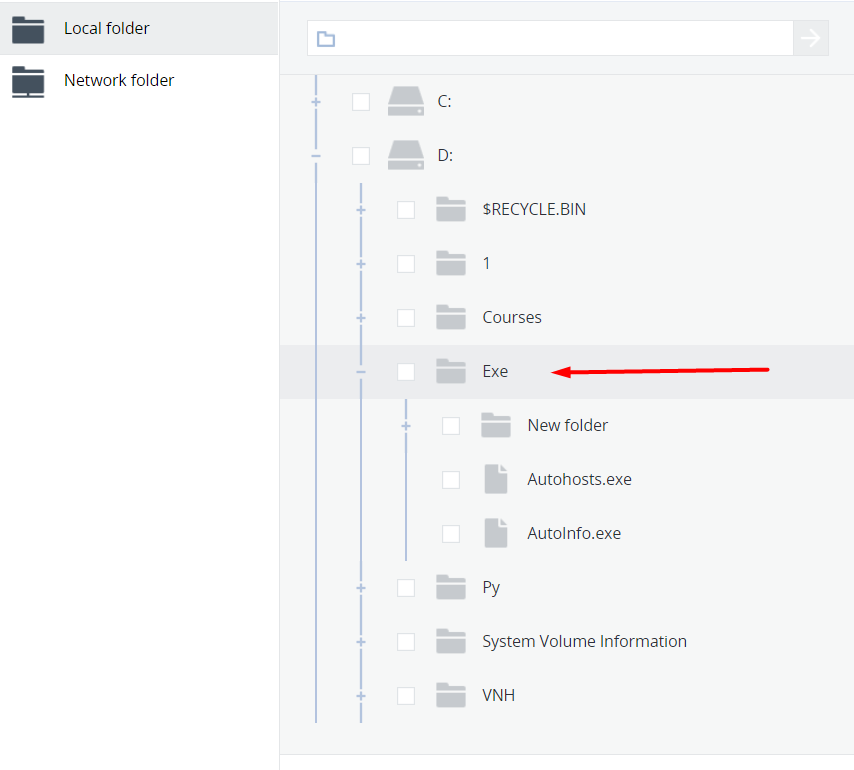 Local folder
Network folder
C:
D:
$RECYCLE.BIN
1
Courses
Exe
New folder
Autohosts.exe
AutoInfo.exe
Py
System Volume Information
VNH